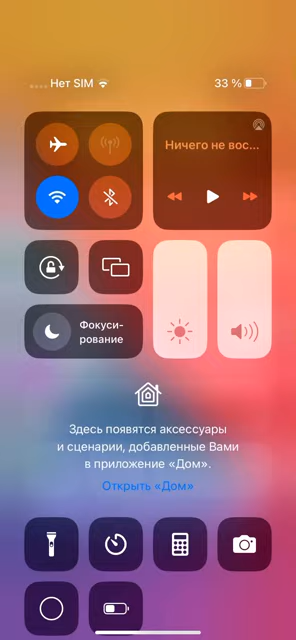 Нет SIM
33 %
Ничего не вос...
Фокуси-
рование
Здесь появятся аксессуары
и сценарии, добавленные Вами
в приложение «Дом».
Открыть «Дом»